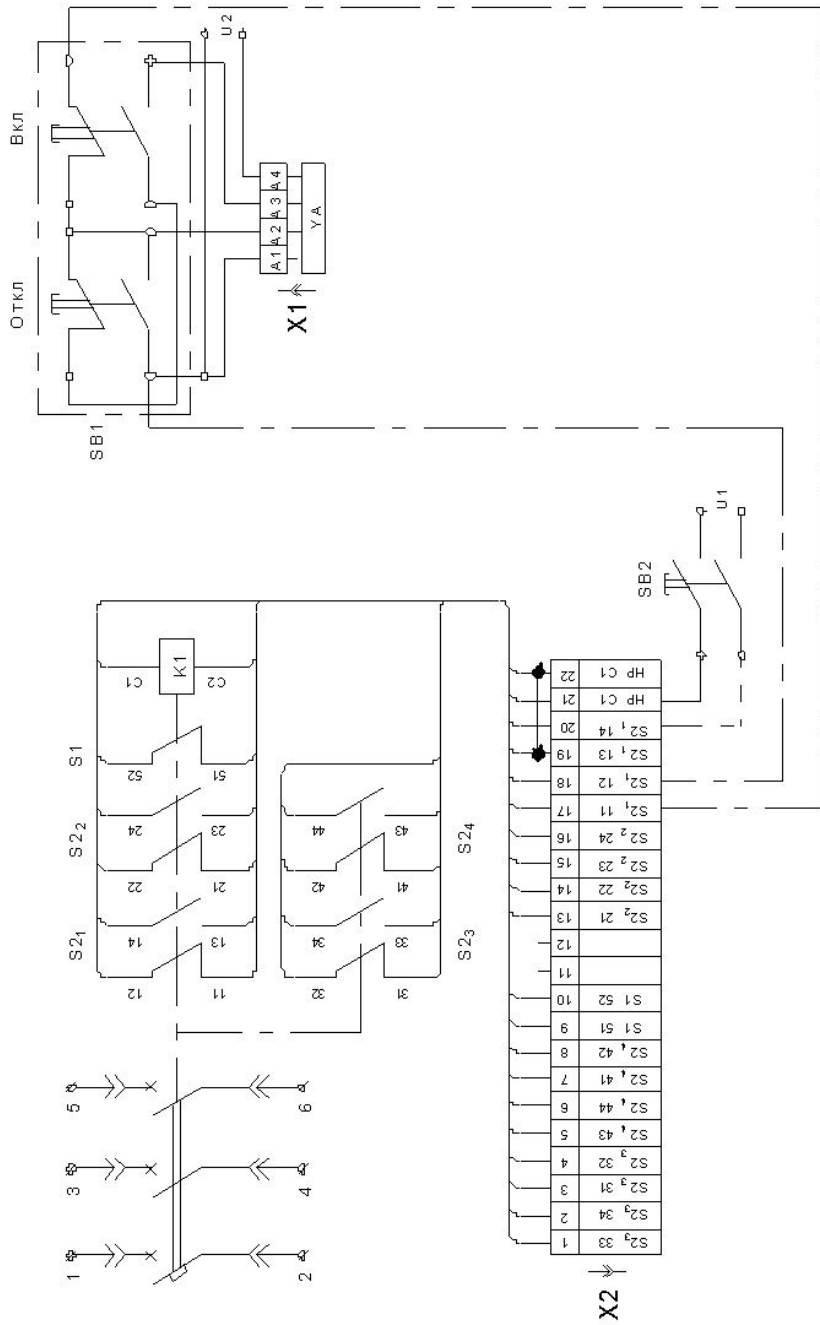 Откл
Вкл
SB1
U2
A1
A2
A3
A4
YA
X1
S2₁
S2₂
S1
12
14
22
24
52
C1
K1
11
13
21
23
51
C2
32
34
42
44
31
33
41
43
S2₃
S2₄
1
3
5
2
4
6
SB2
U1
X2
1 S2₃ 33
2 S2₃ 34
3 S2₃ 31
4 S2₃ 32
5 S2₄ 43
6 S2₄ 44
7 S2₄ 41
8 S2₄ 42
9 S1 51
10 S1 52
11
12
13 S2₂ 21
14 S2₂ 22
15 S2₂ 23
16 S2₂ 24
17 S2₁ 11
18 S2₁ 12
19 S2₁ 13
20 S2₁ 14
21 НР С1
22 НР С1